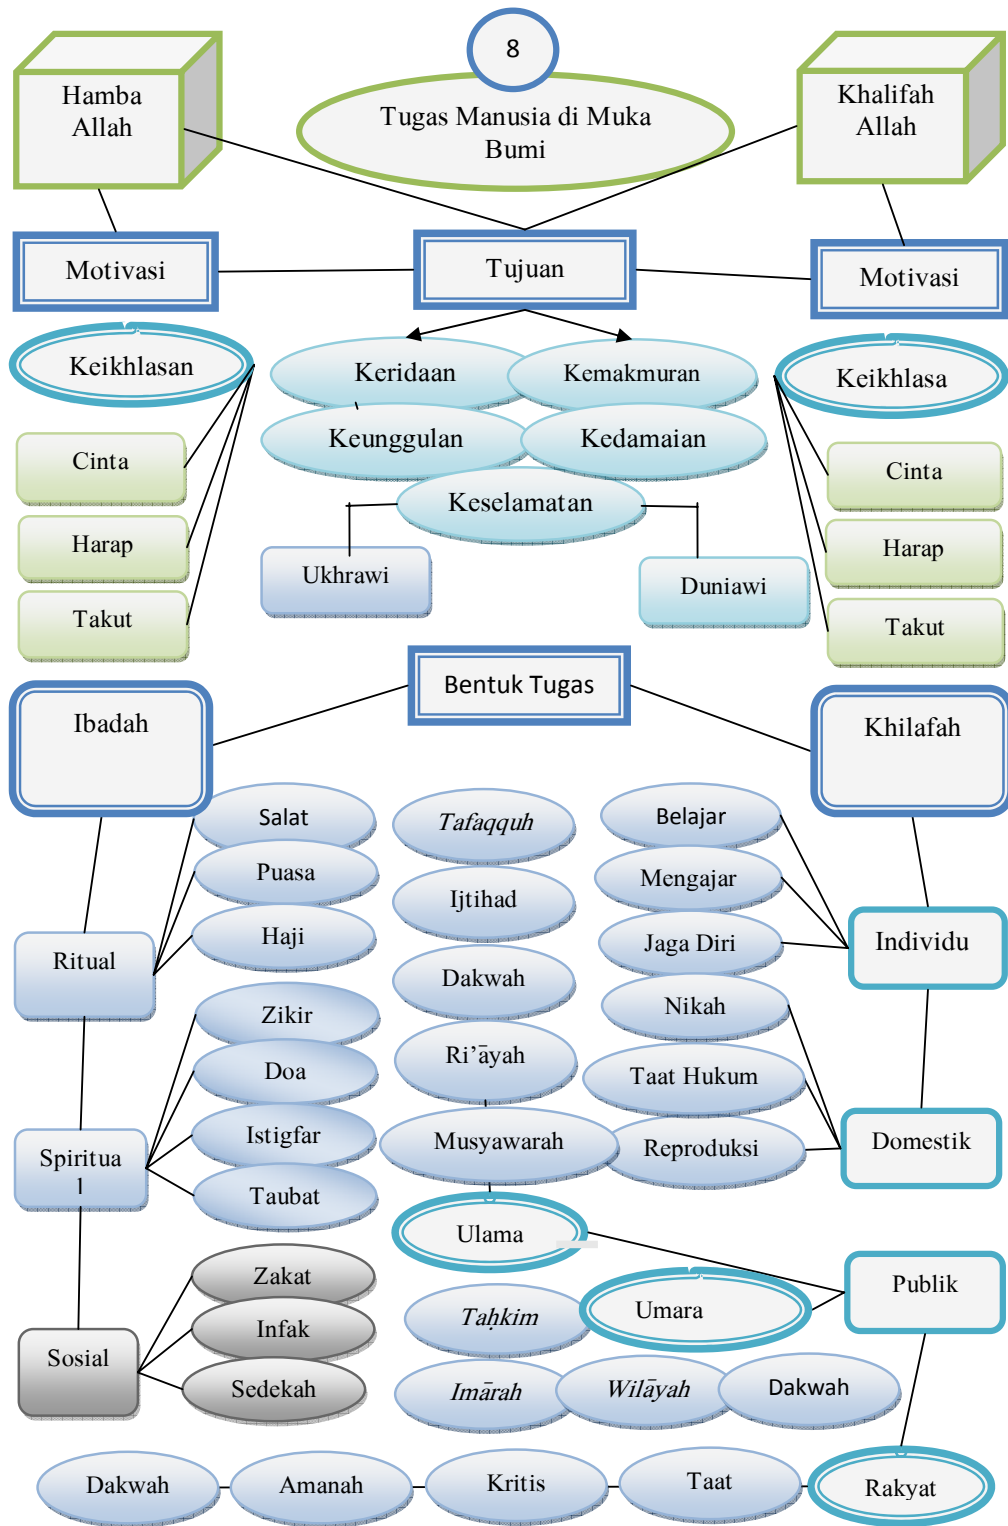 8
Hamba
Allah
Tugas Manusia di Muka
Bumi
Khalifah
Allah
Motivasi
Tujuan
Motivasi
Keikhlasan
Keridaan
Kemakmuran
Keikhlasa
Keunggulan
Kedamaian
Cinta
Cinta
Keselamatan
Harap
Harap
Ukhrawi
Duniawi
Takut
Takut
Bentuk Tugas
Ibadah
Khilafah
Salat
Tafaqquh
Belajar
Puasa
Ijtihad
Mengajar
Haji
Ritual
Jaga Diri
Individu
Dakwah
Zikir
Nikah
Doa
Ri’āyah
Taat Hukum
Istigfar
Musyawarah
Reproduksi
Domestik
Spiritua
l
Taubat
Ulama
Zakat
Publik
Infak
Taḥkim
Umara
Sosial
Sedekah
Imārah
Wilāyah
Dakwah
Dakwah
Amanah
Kritis
Taat
Rakyat